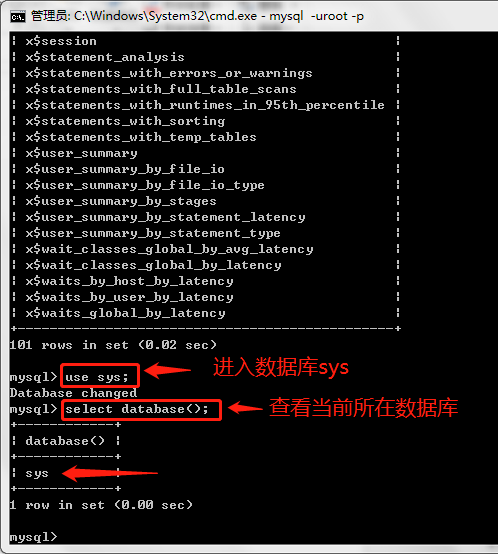 管理员: C:\Windows\System32\cmd.exe - mysql  -uroot -p
| x$session |
| x$statement_analysis |
| x$statements_with_errors_or_warnings |
| x$statements_with_full_table_scans |
| x$statements_with_runtimes_in_95th_percentile |
| x$statements_with_sorting |
| x$statements_with_temp_tables |
| x$user_summary |
| x$user_summary_by_file_io |
| x$user_summary_by_file_io_type |
| x$user_summary_by_stages |
| x$user_summary_by_statement_latency |
| x$user_summary_by_statement_type |
| x$wait_classes_global_by_avg_latency |
| x$wait_classes_global_by_latency |
| x$waits_by_host_by_latency |
| x$waits_by_user_by_latency |
| x$waits_global_by_latency |
+-----------------------------------------------+
101 rows in set (0.02 sec)
mysql> use sys; 进入数据库sys
Database changed
mysql> select database(); 查看当前所在数据库
+------------+
| database() |
+------------+
| sys |
+------------+
1 row in set (0.00 sec)
mysql>